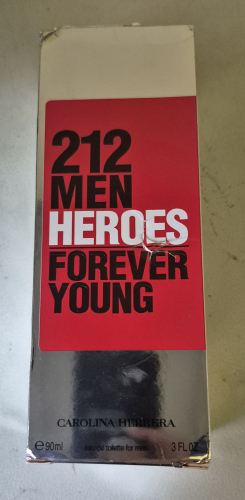 212
MEN
HEROES
FOREVER
YOUNG
CAROLINA HERRERA
℮ 90ml eau de toilette for men 3 FL OZ